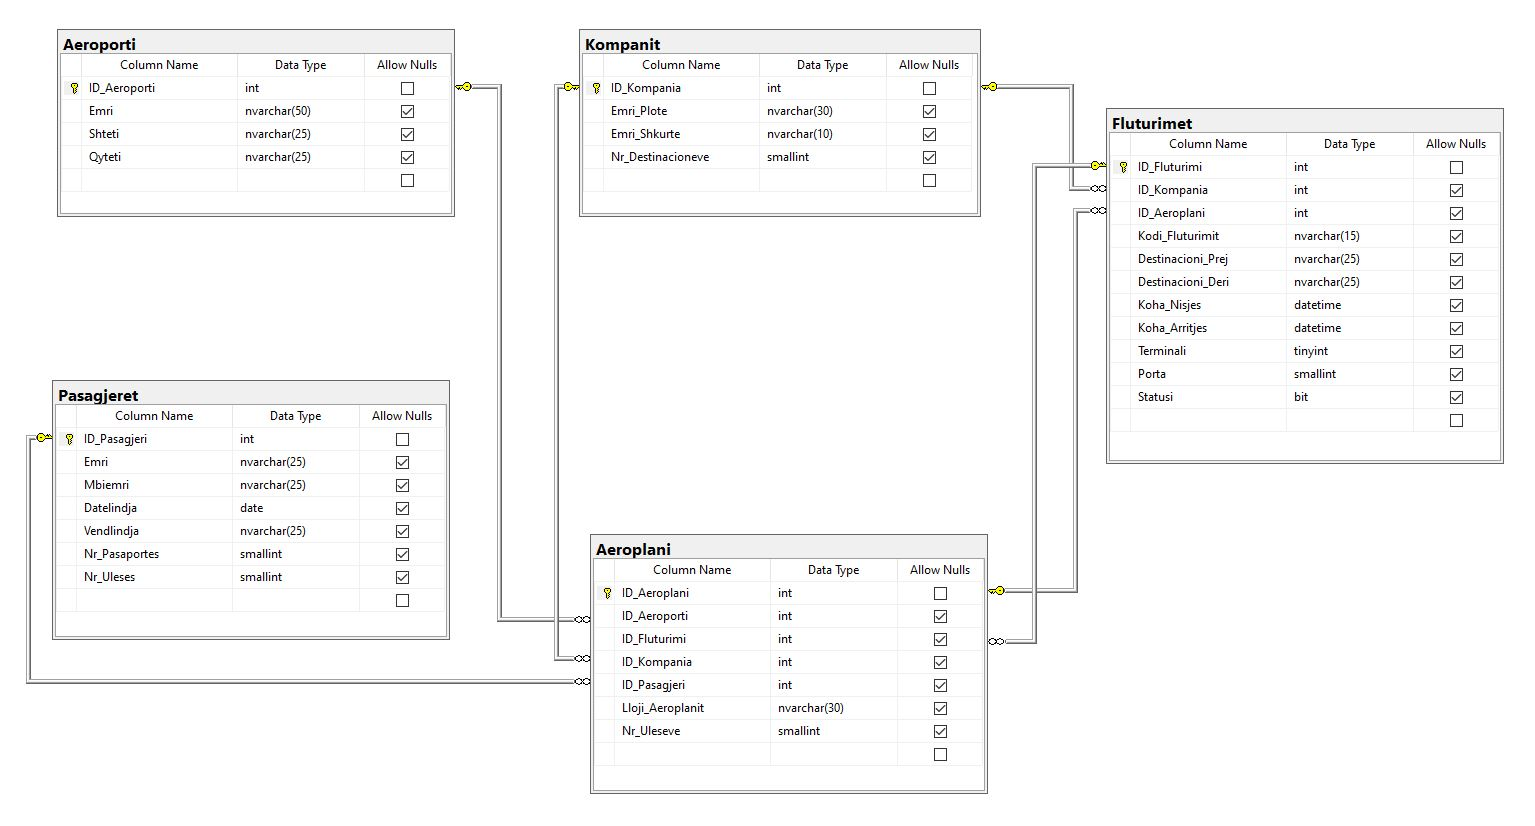 Aeroporti
Column Name Data Type Allow Nulls
ID_Aeroporti int
Emri nvarchar(50)
Shteti nvarchar(25)
Qyteti nvarchar(25)
Kompanit
Column Name Data Type Allow Nulls
ID_Kompania int
Emri_Plote nvarchar(30)
Emri_Shkurte nvarchar(10)
Nr_Destinacioneve smallint
Fluturimet
Column Name Data Type Allow Nulls
ID_Fluturimi int
ID_Kompania int
ID_Aeroplani int
Kodi_Fluturimit nvarchar(15)
Destinacioni_Prej nvarchar(25)
Destinacioni_Deri nvarchar(25)
Koha_Nisjes datetime
Koha_Arritjes datetime
Terminali tinyint
Porta smallint
Statusi bit
Pasagjeret
Column Name Data Type Allow Nulls
ID_Pasagjeri int
Emri nvarchar(25)
Mbiemri nvarchar(25)
Datelindja date
Vendlindja nvarchar(25)
Nr_Pasaportes smallint
Nr_Uleses smallint
Aeroplani
Column Name Data Type Allow Nulls
ID_Aeroplani int
ID_Aeroporti int
ID_Fluturimi int
ID_Kompania int
ID_Pasagjeri int
Lloji_Aeroplanit nvarchar(30)
Nr_Uleseve smallint